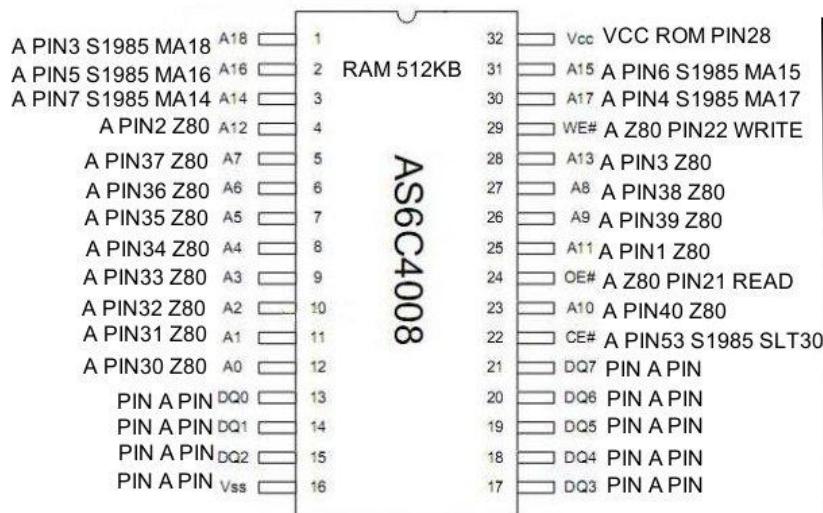 A PIN3 S1985 MA18 A18 1 32 Vcc VCC ROM PIN28
A PIN5 S1985 MA16 A16 2 RAM 512KB 31 A15 A PIN6 S1985 MA15
A PIN7 S1985 MA14 A14 3 30 A17 A PIN4 S1985 MA17
A PIN2 Z80 A12 4 29 WE# A Z80 PIN22 WRITE
A PIN37 Z80 A7 5 28 A13 A PIN3 Z80
A PIN36 Z80 A6 6 27 A8 A PIN38 Z80
A PIN35 Z80 A5 7 26 A9 A PIN39 Z80
A PIN34 Z80 A4 8 25 A11 A PIN1 Z80
A PIN33 Z80 A3 9 24 OE# A Z80 PIN21 READ
A PIN32 Z80 A2 10 23 A10 A PIN40 Z80
A PIN31 Z80 A1 11 22 CE# A PIN53 S1985 SLT30
A PIN30 Z80 A0 12 21 DQ7 PIN A PIN
PIN A PIN DQ0 13 20 DQ6 PIN A PIN
PIN A PIN DQ1 14 19 DQ5 PIN A PIN
PIN A PIN DQ2 15 18 DQ4 PIN A PIN
PIN A PIN Vss 16 17 DQ3 PIN A PIN
AS6C4008